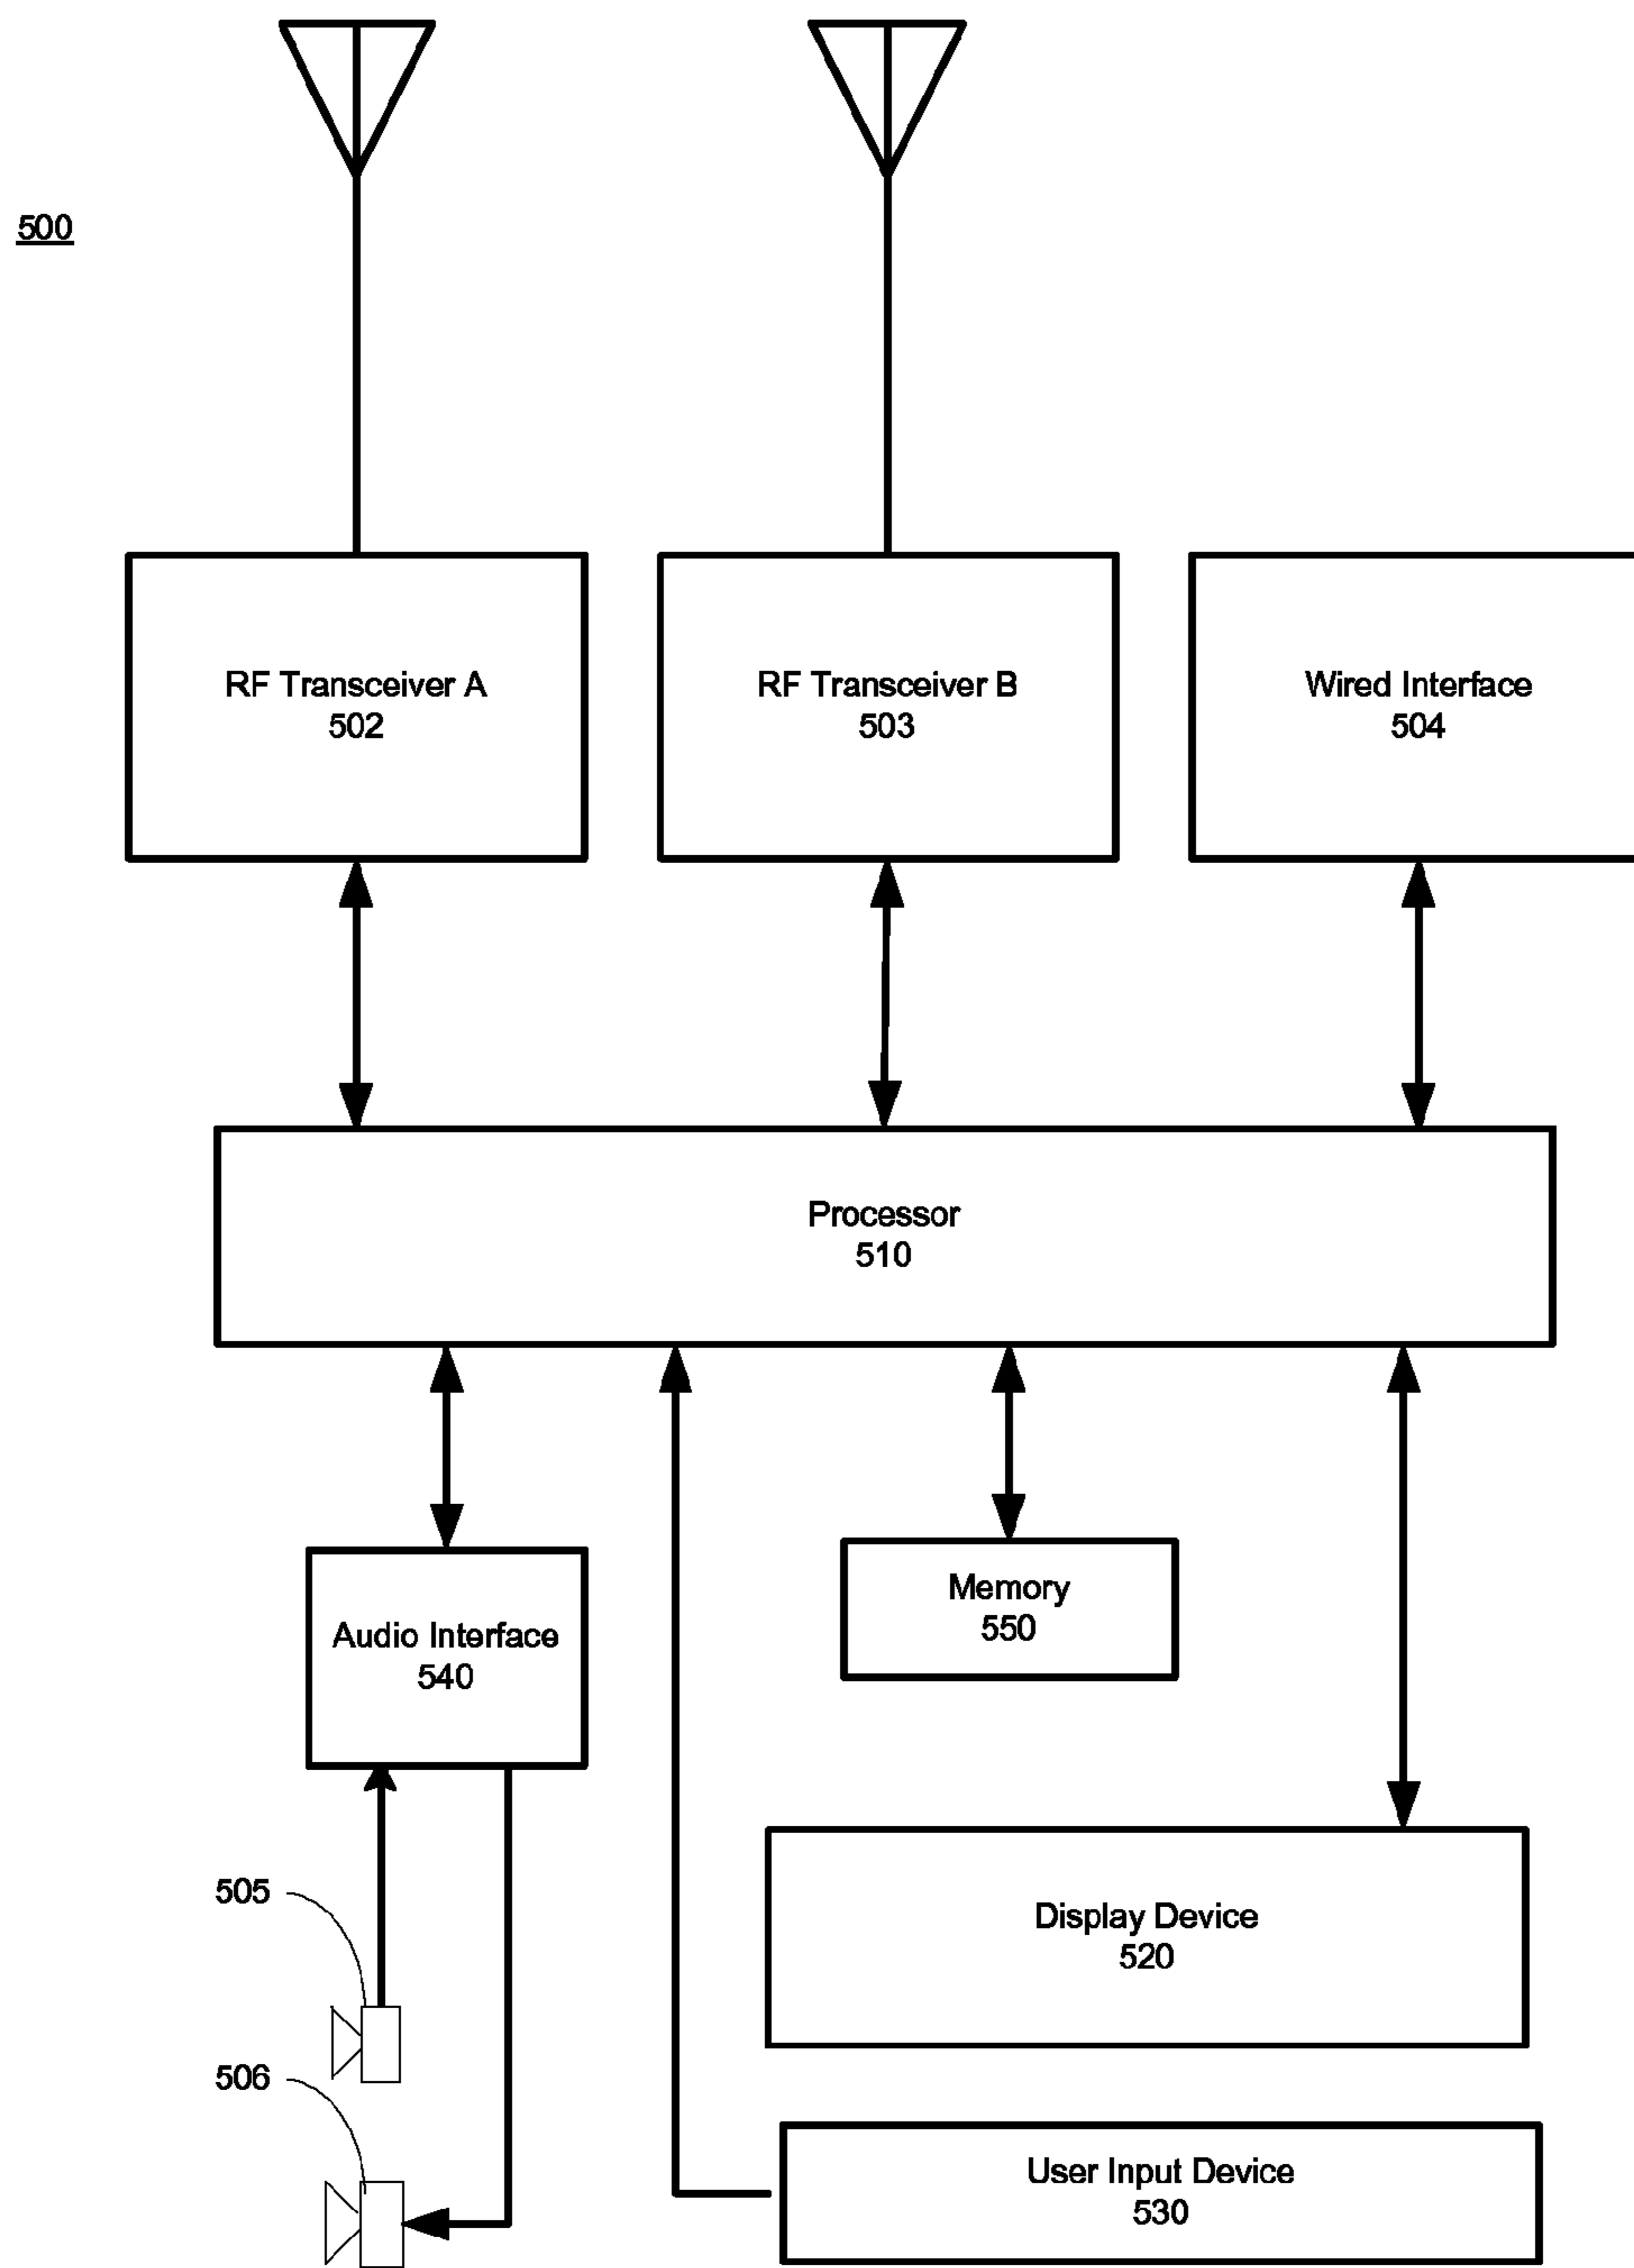 500
RF Transceiver A
502
RF Transceiver B
503
Wired Interface
504
Processor
510
Audio Interface
540
Memory
550
505
Display Device
520
506
User Input Device
530